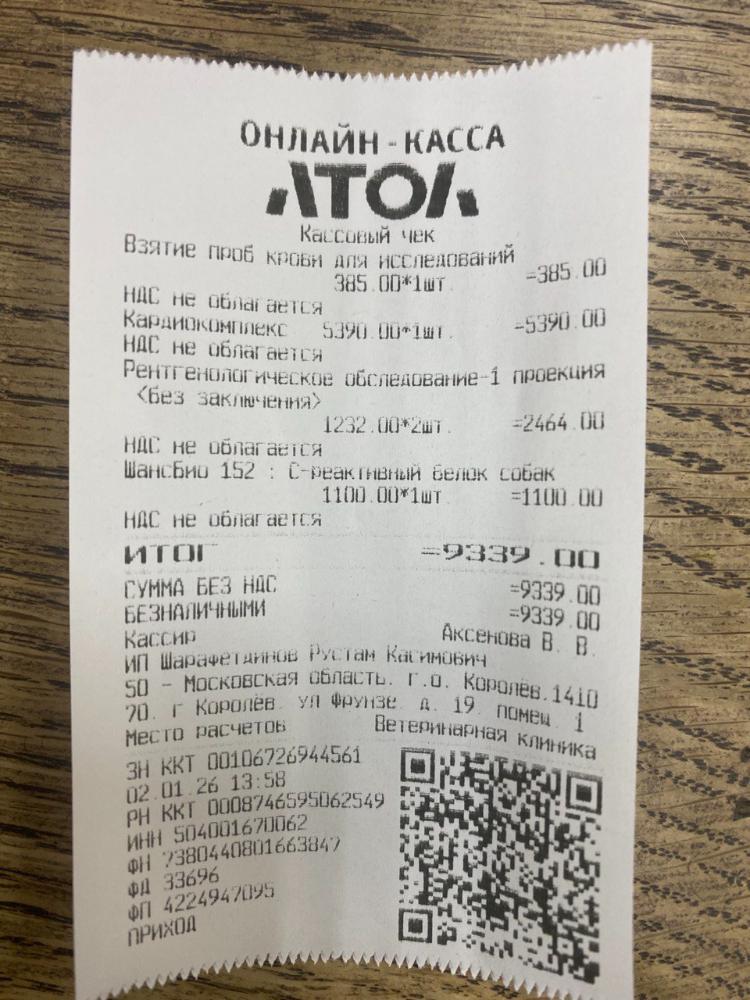 ОНЛАЙН-КАССА
АТОЛ
Кассовый чек
Взятие проб крови для исследований
385.00*1шт. =385.00
НДС не облагается
Кардиокомплекс 5390.00*1шт. =5390.00
НДС не облагается
Рентгенологическое обследование-1 проекция
<без заключения>
1232.00*2шт. =2464.00
НДС не облагается
ШансБио 152 : С-реактивный белок собак
1100.00*1шт. =1100.00
НДС не облагается
ИТОГ =9339.00
СУММА БЕЗ НДС =9339.00
БЕЗНАЛИЧНЫМИ =9339.00
Кассир Аксенова В. В.
ИП Шарафетдинов Рустам Касимович
50 - Московская область, г.о. Королёв,1410
70, г Королёв, ул Фрунзе, д. 19, помещ. 1
Место расчетов Ветеринарная клиника
ЗН ККТ 00106726944561
02.01.26 13:58
РН ККТ 0008746595062549
ИНН 504001670062
ФН 7380440801663847
ФД 33696
ФП 4224947095
ПРИХОД